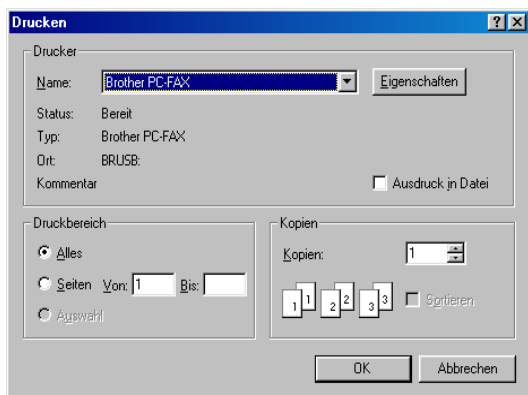 Drucken
Drucker
Name: Brother PC-FAX Eigenschaften
Status: Bereit
Typ: Brother PC-FAX
Ort: BRUSB:
Kommentar Ausdruck in Datei
Druckbereich
Alles
Seiten Von: 1 Bis:
Auswahl
Kopien
Kopien: 1
1 1 2 2 3 3 Sortieren
OK Abbrechen